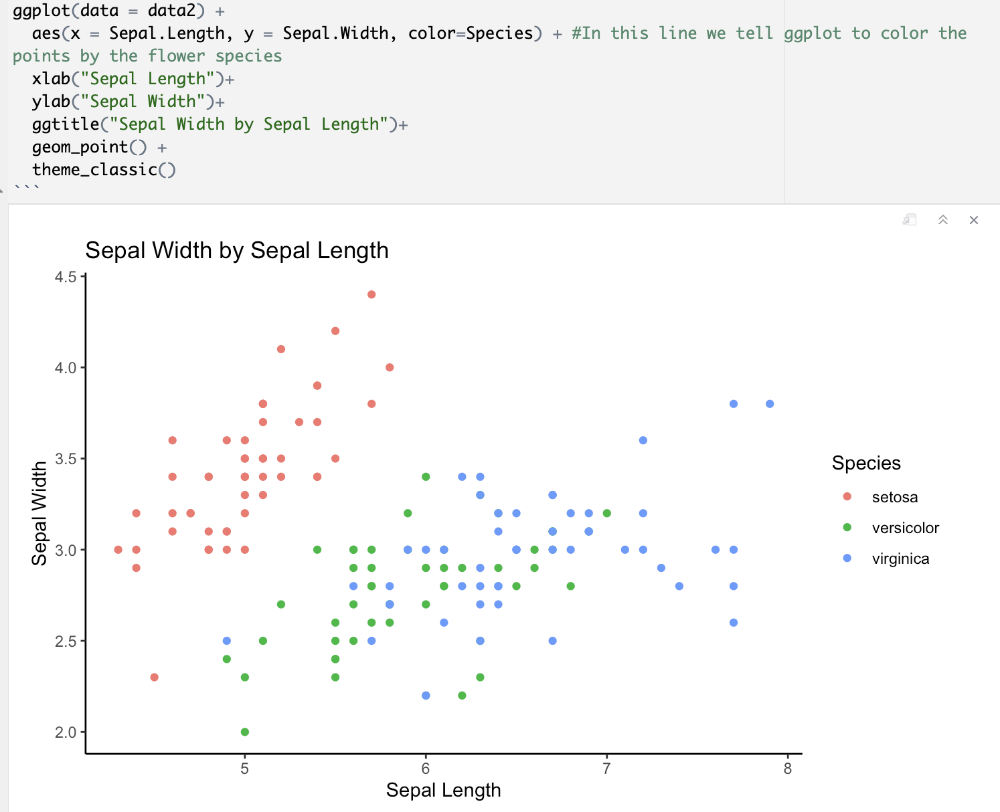 ggplot(data = data2) +
  aes(x = Sepal.Length, y = Sepal.Width, color=Species) + #In this line we tell ggplot to color the
points by the flower species
  xlab("Sepal Length")+
  ylab("Sepal Width")+
  ggtitle("Sepal Width by Sepal Length")+
  geom_point() +
  theme_classic()
```
Sepal Width by Sepal Length
4.5
4.0
3.5
3.0
2.5
2.0
Sepal Width
5 6 7 8
Sepal Length
Species
setosa
versicolor
virginica